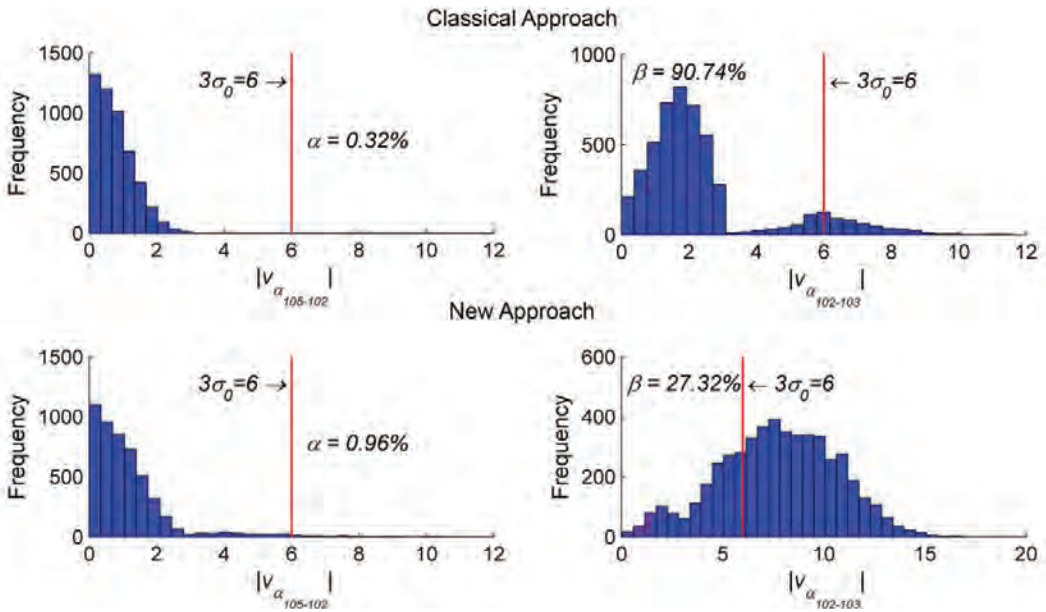 Classical Approach
1500
1000
500
0
Frequency
3σ0=6 →
α = 0.32%
0 2 4 6 8 10 12
|vα105-102|
1000
500
0
Frequency
β = 90.74%
← 3σ0=6
0 2 4 6 8 10 12
|vα102-103|
New Approach
1500
1000
500
0
Frequency
3σ0=6 →
α = 0.96%
0 2 4 6 8 10 12
|vα105-102|
600
400
200
0
Frequency
β = 27.32% ← 3σ0=6
0 5 10 15 20
|vα102-103|